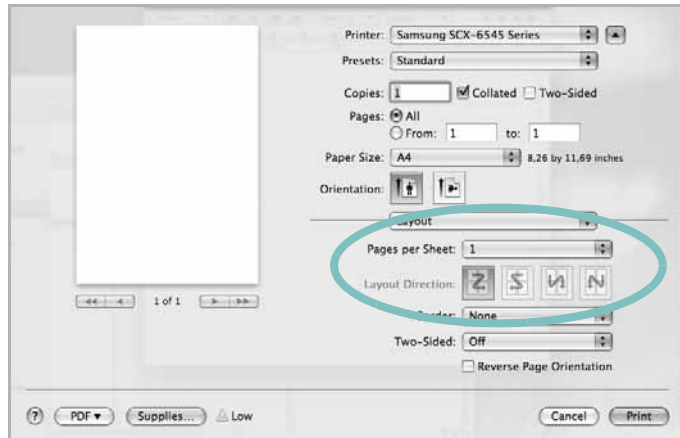 Printer: Samsung SCX-6545 Series
Presets: Standard
Copies: 1 Collated Two-Sided
Pages: All
From: 1 to: 1
Paper Size: A4 8,26 by 11,69 inches
Orientation:
Layout
Pages per Sheet: 1
Layout Direction:
Border: None
Two-Sided: Off
Reverse Page Orientation
1 of 1
? PDF Supplies... Low Cancel Print